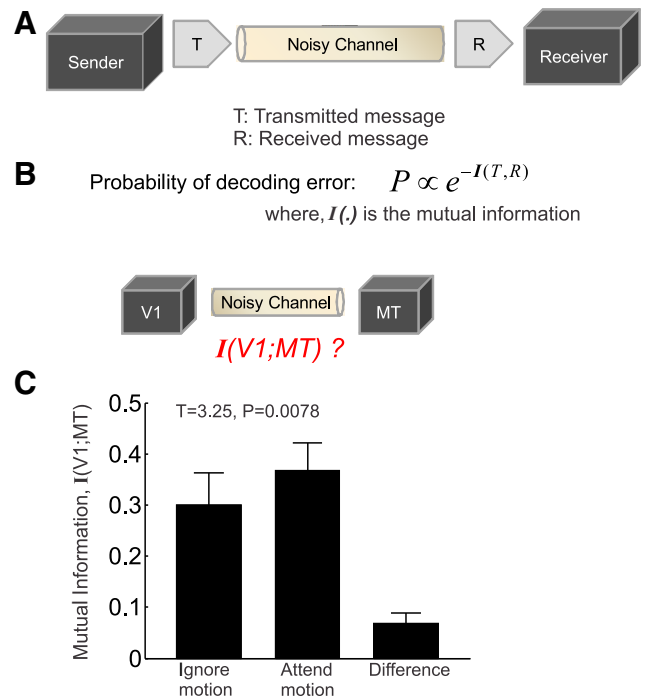 A
Sender
T
Noisy Channel
R
Receiver
T: Transmitted message
R: Received message
B
Probability of decoding error: P ∝ e^{-I(T,R)}
where, I(.) is the mutual information
V1
Noisy Channel
MT
I(V1;MT) ?
C
Mutual Information, I(V1;MT)
T=3.25, P=0.0078
0.5
0.4
0.3
0.2
0.1
0
Ignore motion
Attend motion
Difference